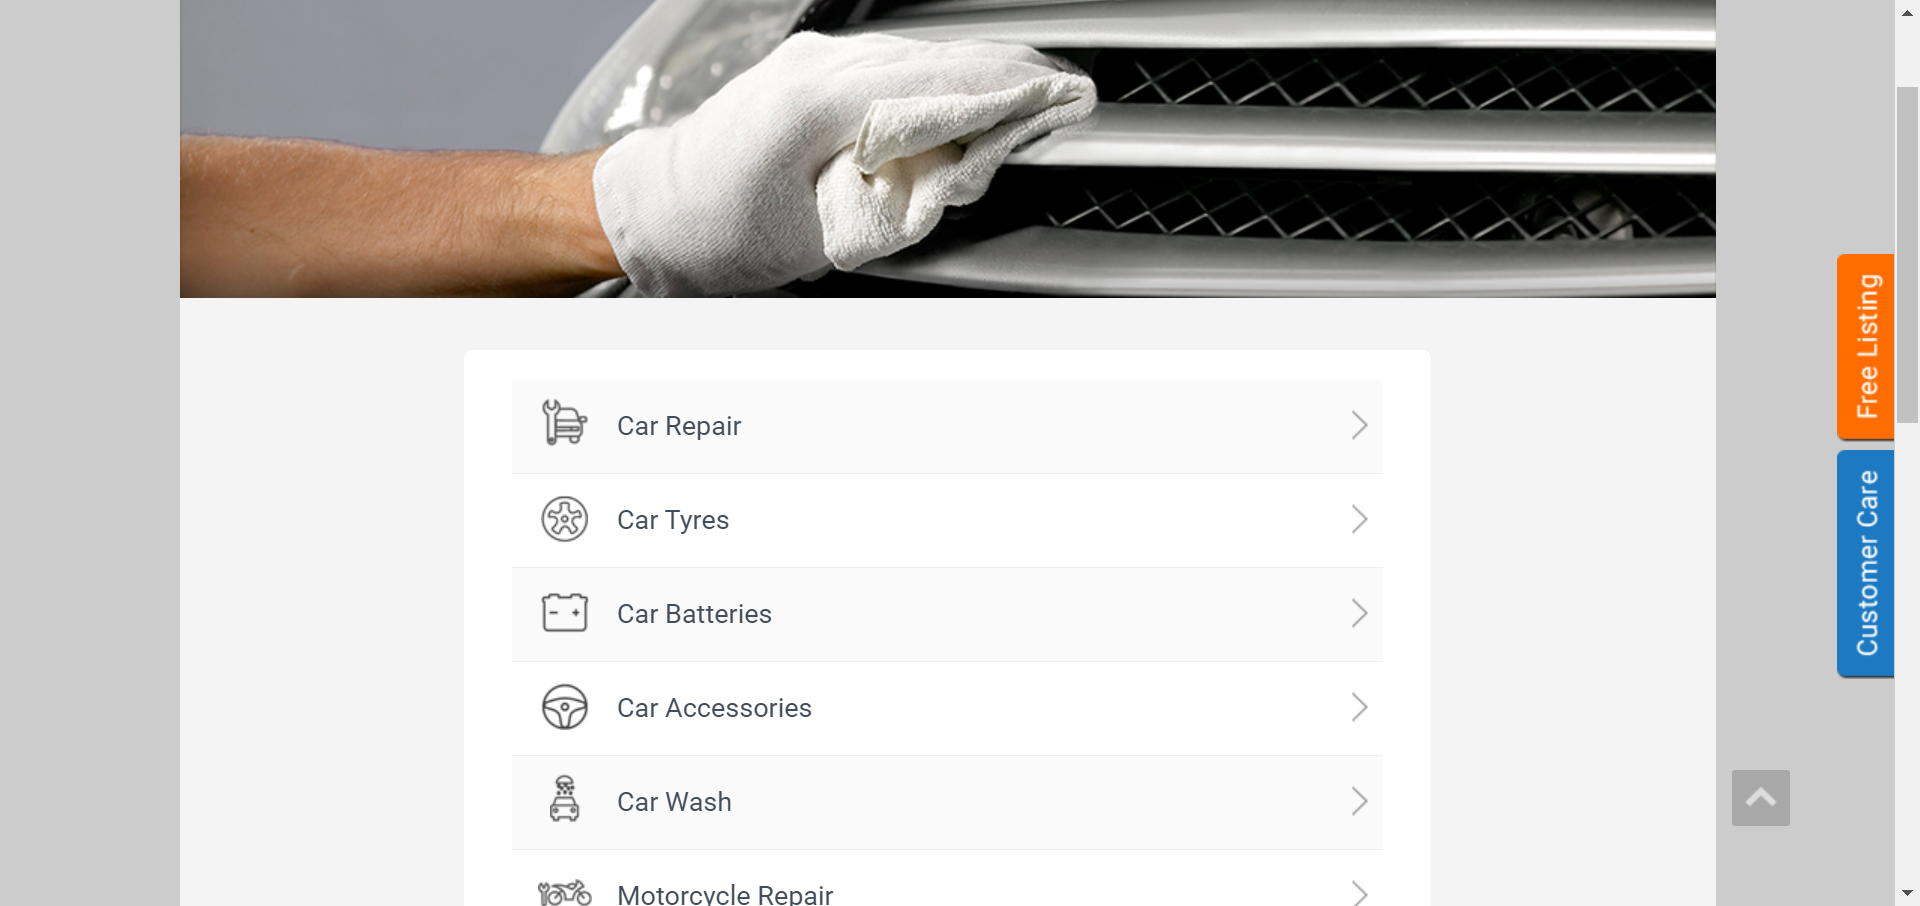 Car Repair
Car Tyres
Car Batteries
Car Accessories
Car Wash
Motorcycle Repair
Free Listing
Customer Care